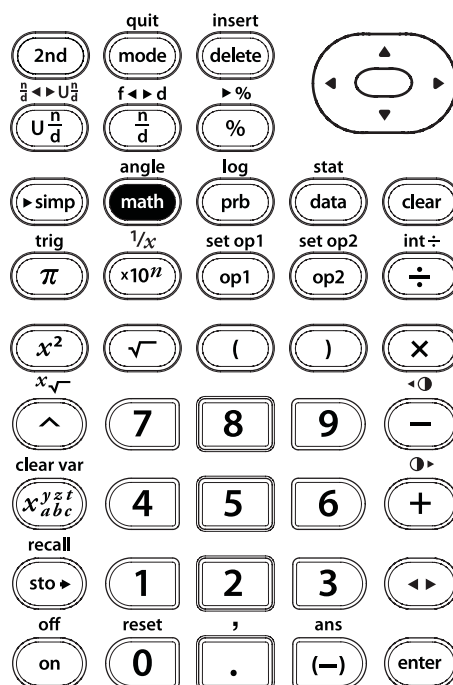 quit insert
2nd mode delete
n/d ◂▸ U n/d f ◂▸ d ▸%
U n/d n/d %
angle log stat
▸simp math prb data clear
trig 1/x set op1 set op2 int÷
π ×10ⁿ op1 op2 ÷
x² √ ( ) ×
ˣ√ ◂◑
^ 7 8 9 −
clear var ◑▸
x y z t a b c 4 5 6 +
recall
sto ▸ 1 2 3 ◂▸
off reset , ans
on 0 . (−) enter